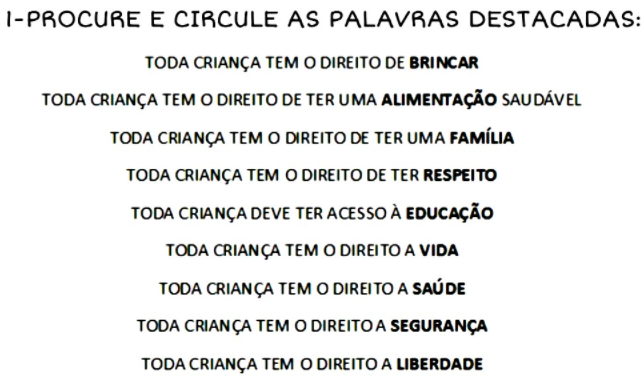 1-PROCURE E CIRCULE AS PALAVRAS DESTACADAS:
TODA CRIANÇA TEM O DIREITO DE BRINCAR
TODA CRIANÇA TEM O DIREITO DE TER UMA ALIMENTAÇÃO SAUDÁVEL
TODA CRIANÇA TEM O DIREITO DE TER UMA FAMÍLIA
TODA CRIANÇA TEM O DIREITO DE TER RESPEITO
TODA CRIANÇA DEVE TER ACESSO À EDUCAÇÃO
TODA CRIANÇA TEM O DIREITO A VIDA
TODA CRIANÇA TEM O DIREITO A SAÚDE
TODA CRIANÇA TEM O DIREITO A SEGURANÇA
TODA CRIANÇA TEM O DIREITO A LIBERDADE